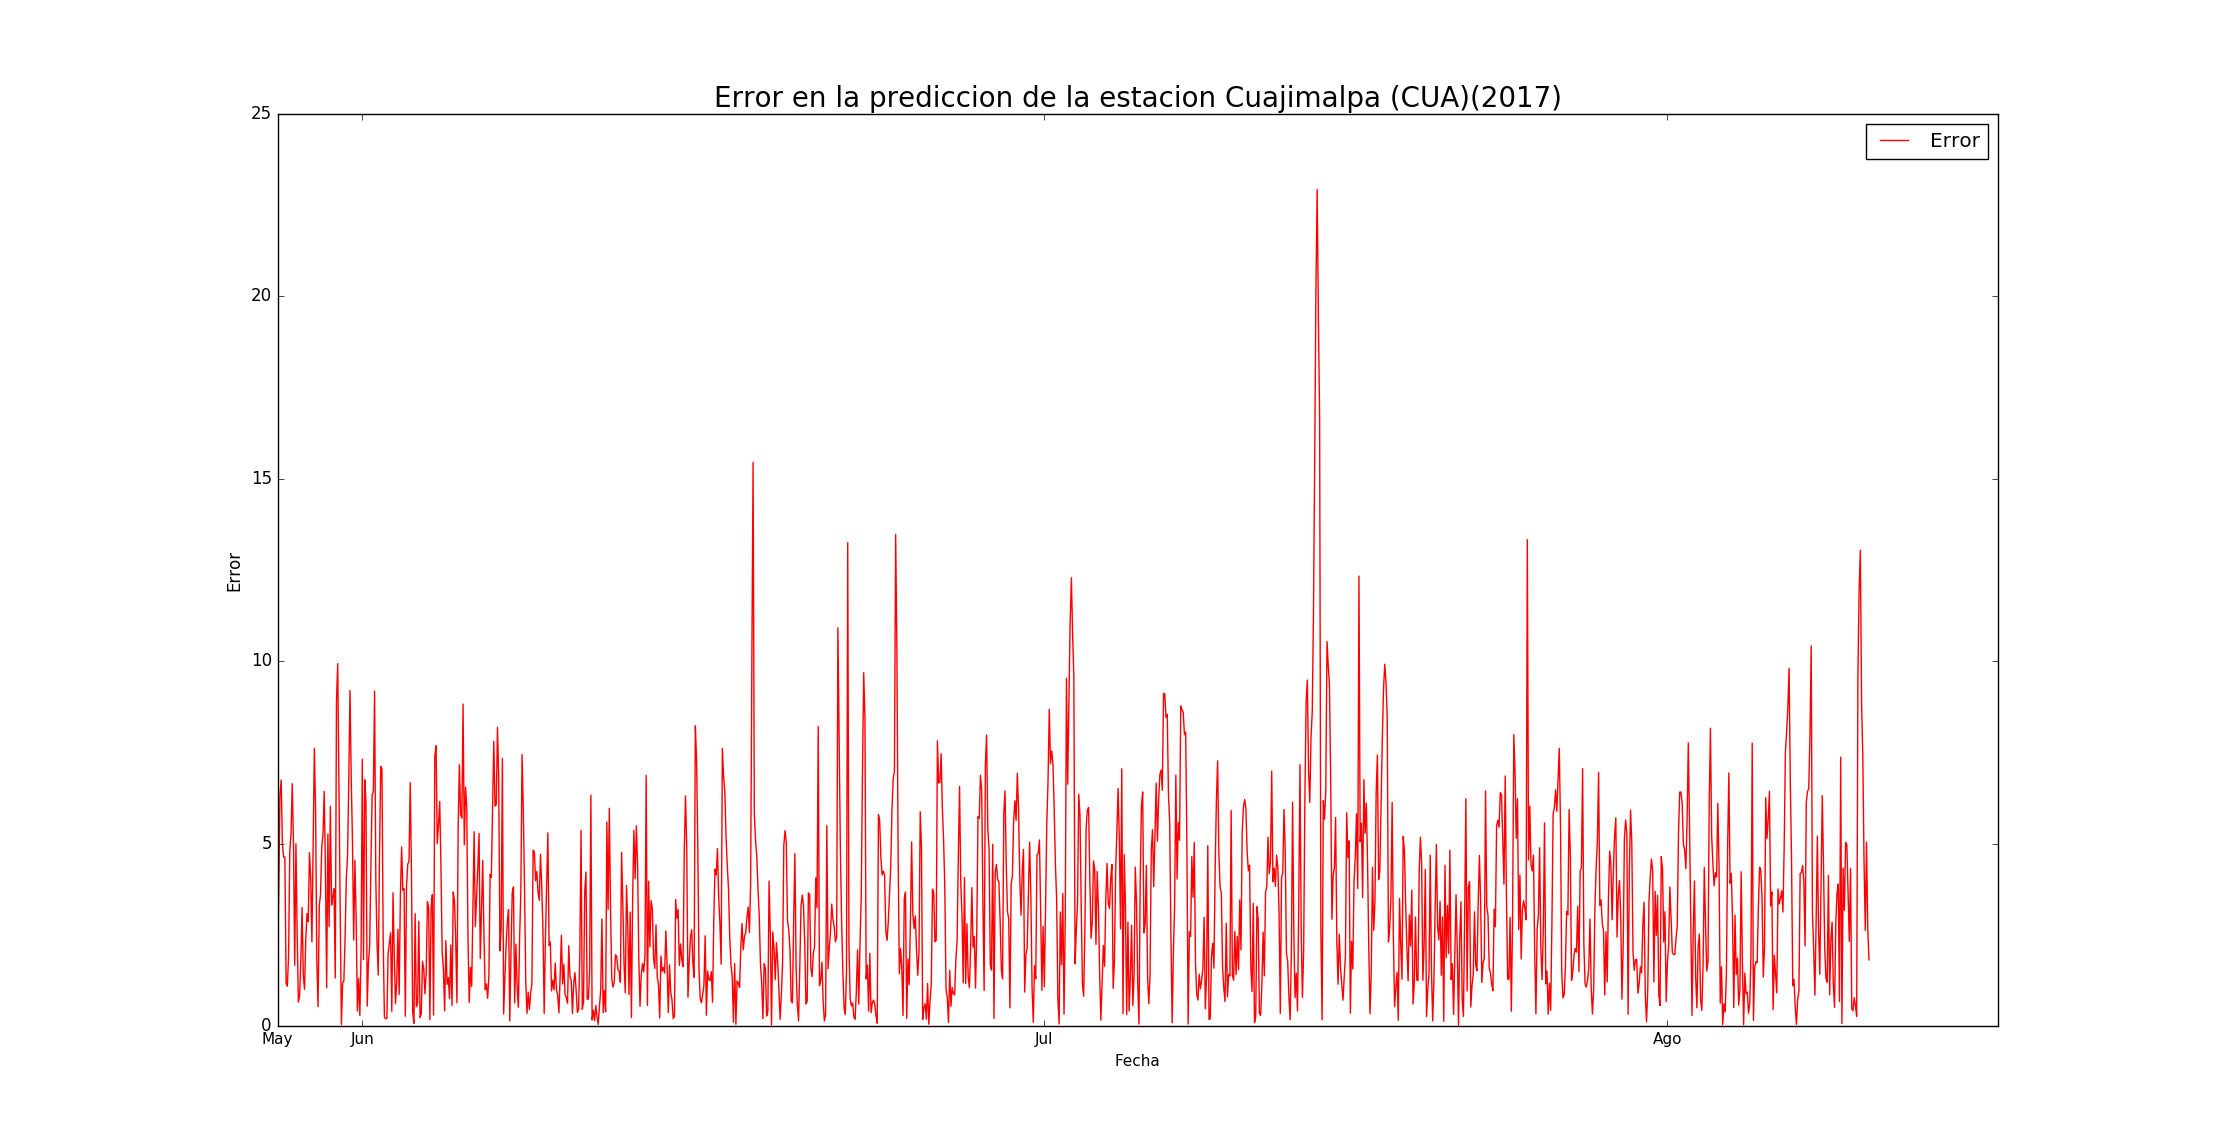 Error en la prediccion de la estacion Cuajimalpa (CUA)(2017)
25
Error
20
15
Error
10
5
0
May Jun Jul Ago
Fecha